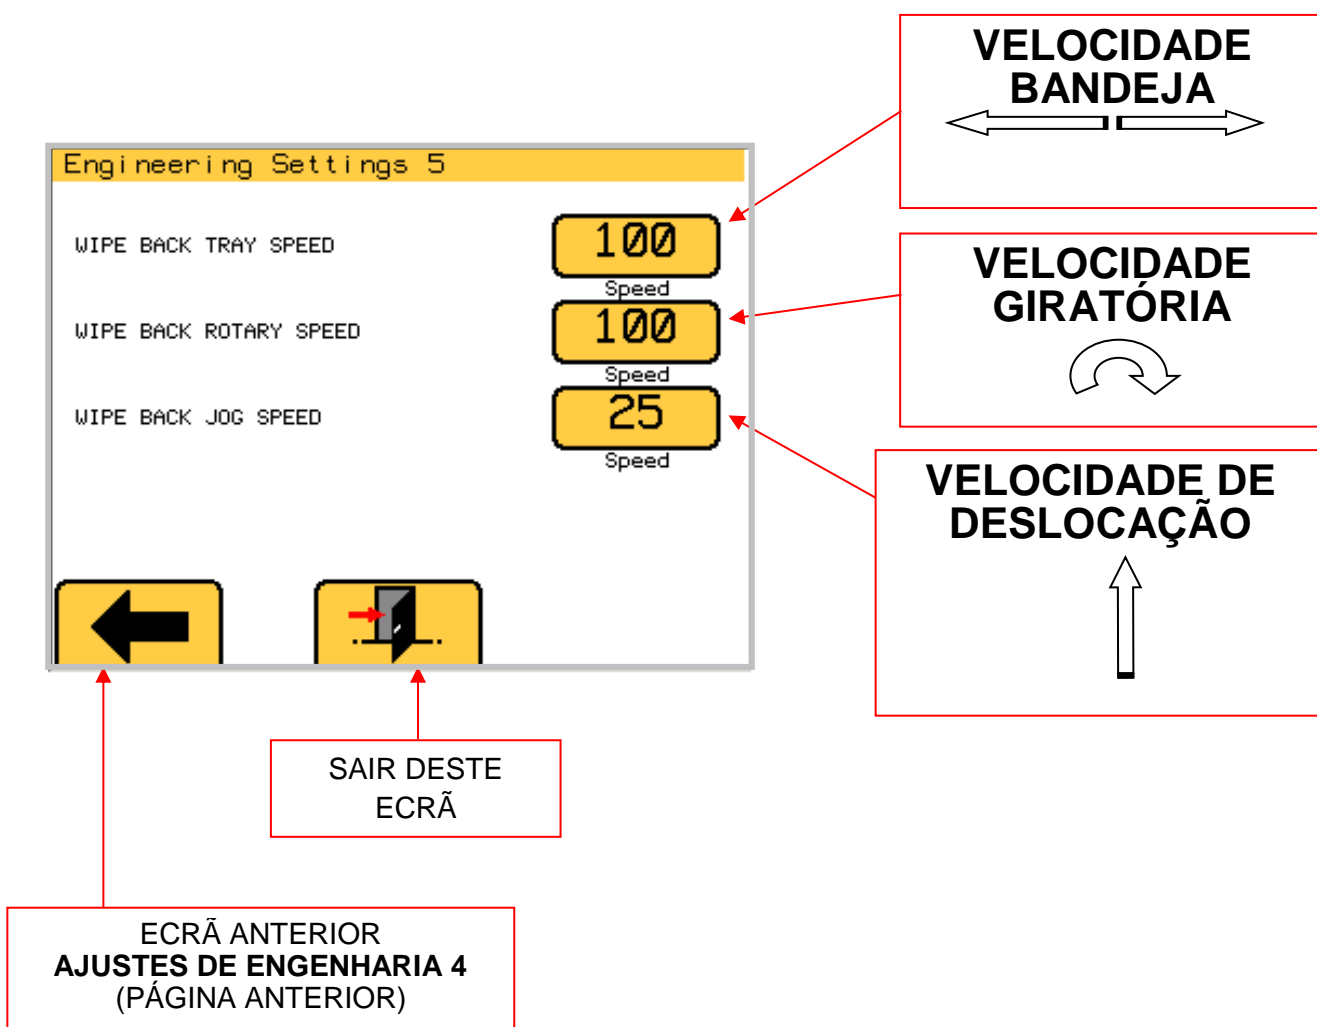 VELOCIDADE
BANDEJA
Engineering Settings 5
WIPE BACK TRAY SPEED
100
Speed
VELOCIDADE
GIRATÓRIA
WIPE BACK ROTARY SPEED
100
Speed
WIPE BACK JOG SPEED
25
Speed
VELOCIDADE DE
DESLOCAÇÃO
SAIR DESTE
ECRÃ
ECRÃ ANTERIOR
AJUSTES DE ENGENHARIA 4
(PÁGINA ANTERIOR)